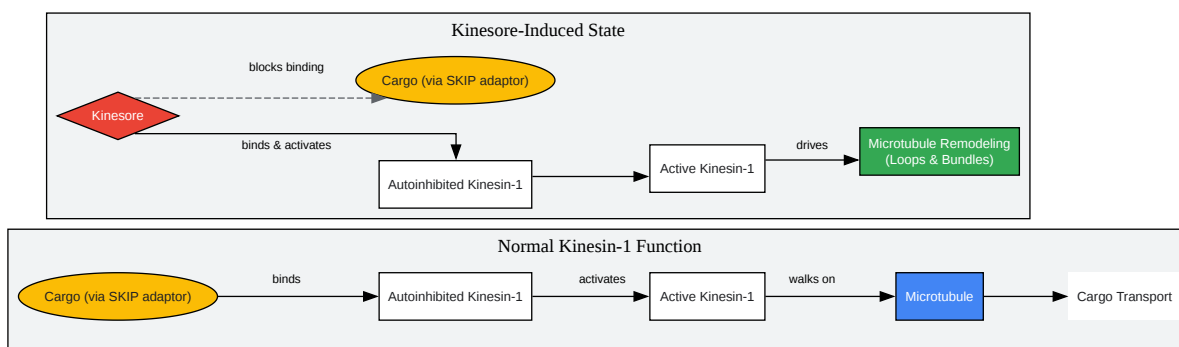 Kinesore-Induced State
blocks binding
Cargo (via SKIP adaptor)
Kinesore
binds & activates
Autoinhibited Kinesin-1
Active Kinesin-1
drives
Microtubule Remodeling
(Loops & Bundles)
Normal Kinesin-1 Function
Cargo (via SKIP adaptor)
binds
Autoinhibited Kinesin-1
activates
Active Kinesin-1
walks on
Microtubule
Cargo Transport